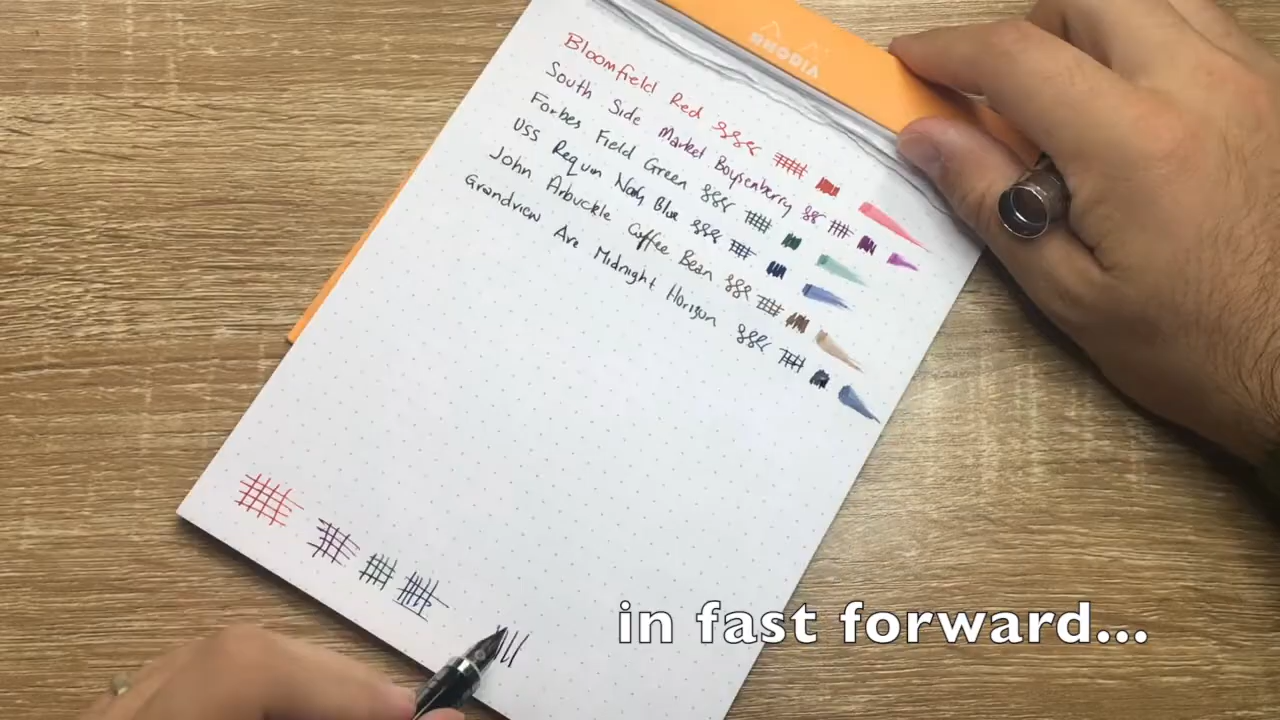 RHODIA
Bloomfield Red
South Side Market Boysenberry
Forbes Field Green
USS Requin Navy Blue
John Arbuckle Coffee Bean
Grandview Ave Midnight Horizon
in fast forward...